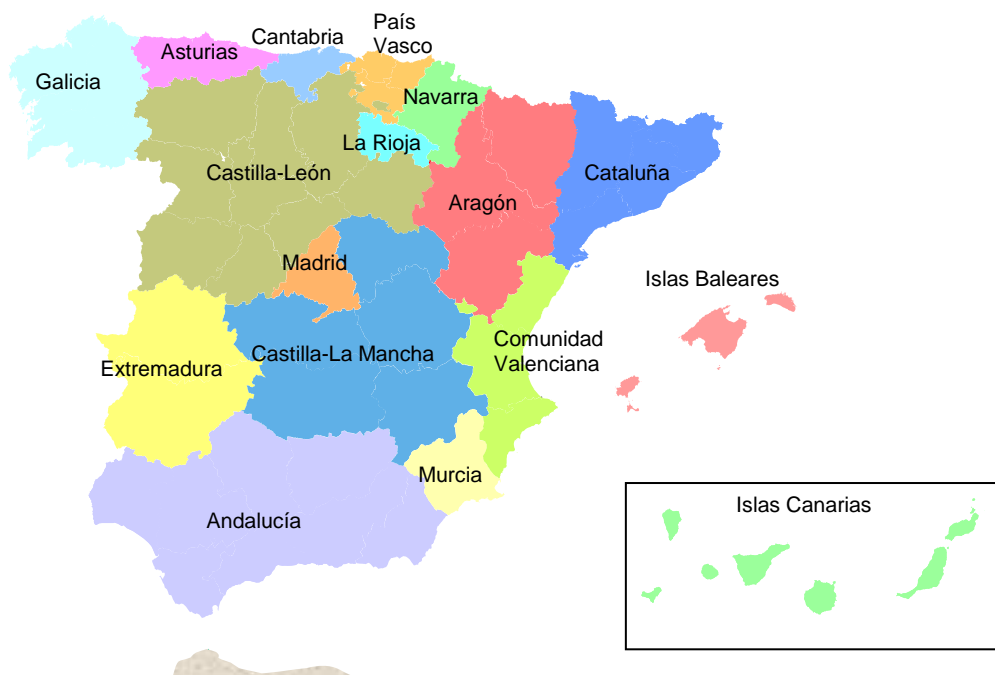 País
Vasco
Cantabria
Asturias
Galicia
Navarra
La Rioja
Castilla-León
Cataluña
Aragón
Madrid
Islas Baleares
Comunidad
Valenciana
Castilla-La Mancha
Extremadura
Murcia
Andalucía
Islas Canarias